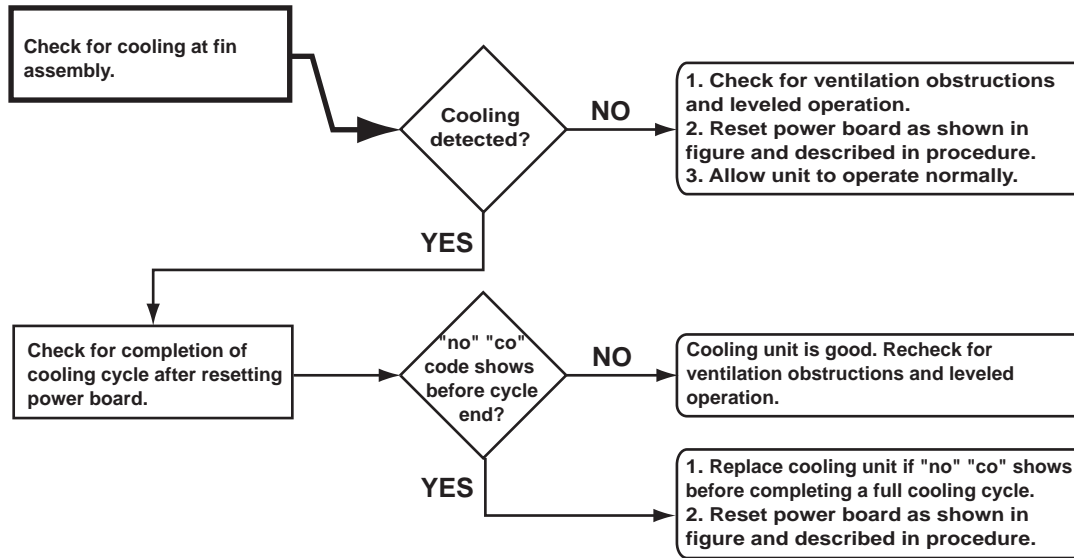 Check for cooling at fin
assembly.
Cooling
detected?
NO
1. Check for ventilation obstructions
and leveled operation.
2. Reset power board as shown in
figure and described in procedure.
3. Allow unit to operate normally.
YES
Check for completion of
cooling cycle after resetting
power board.
"no" "co"
code shows
before cycle
end?
NO
Cooling unit is good. Recheck for
ventilation obstructions and leveled
operation.
YES
1. Replace cooling unit if "no" "co" shows
before completing a full cooling cycle.
2. Reset power board as shown in
figure and described in procedure.